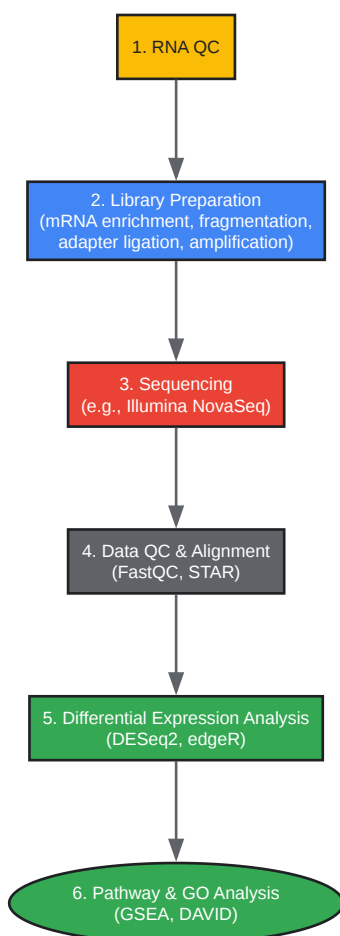 1. RNA QC
2. Library Preparation
(mRNA enrichment, fragmentation,
adapter ligation, amplification)
3. Sequencing
(e.g., Illumina NovaSeq)
4. Data QC & Alignment
(FastQC, STAR)
5. Differential Expression Analysis
(DESeq2, edgeR)
6. Pathway & GO Analysis
(GSEA, DAVID)